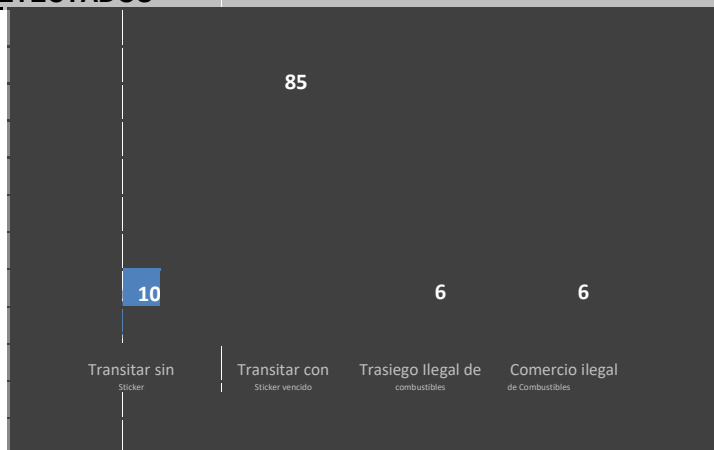 85
10
6
6
Transitar sin
Sticker
Transitar con
Sticker vencido
Trasiego Ilegal de
combustibles
Comercio ilegal
de Combustibles